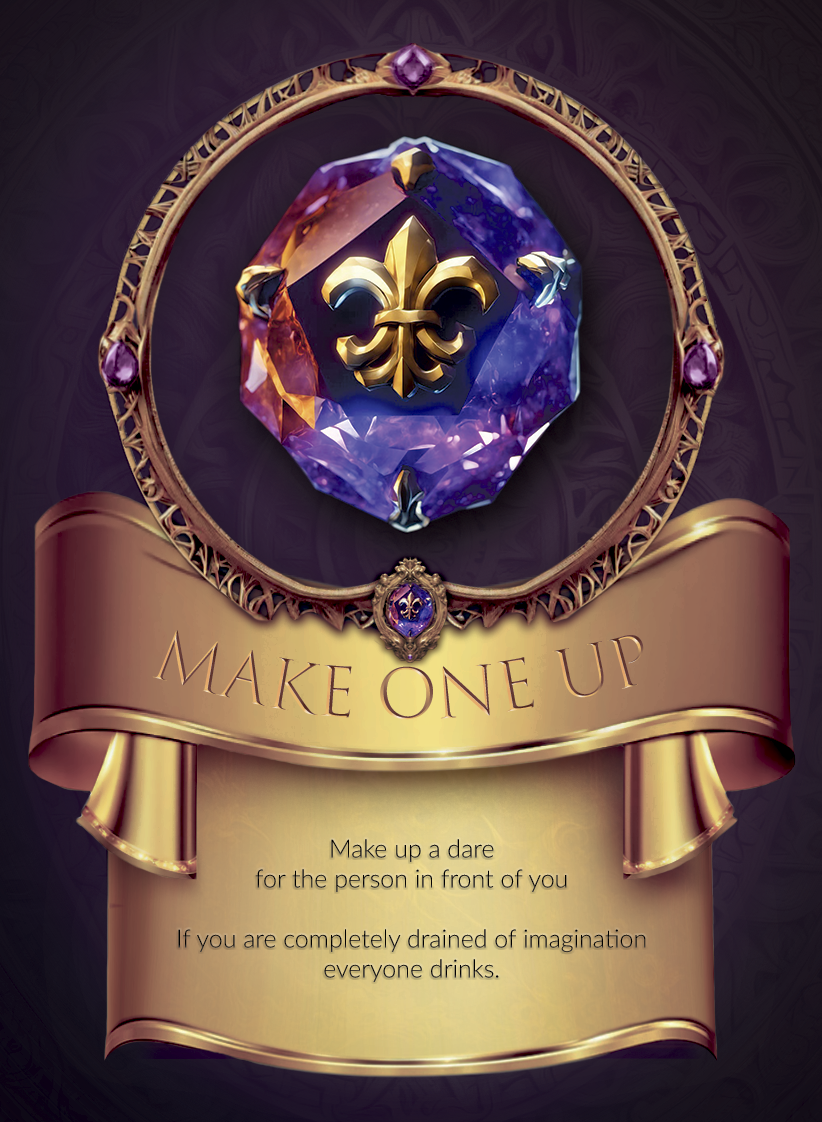 MAKE ONE UP
Make up a dare
for the person in front of you
If you are completely drained of imagination
everyone drinks.